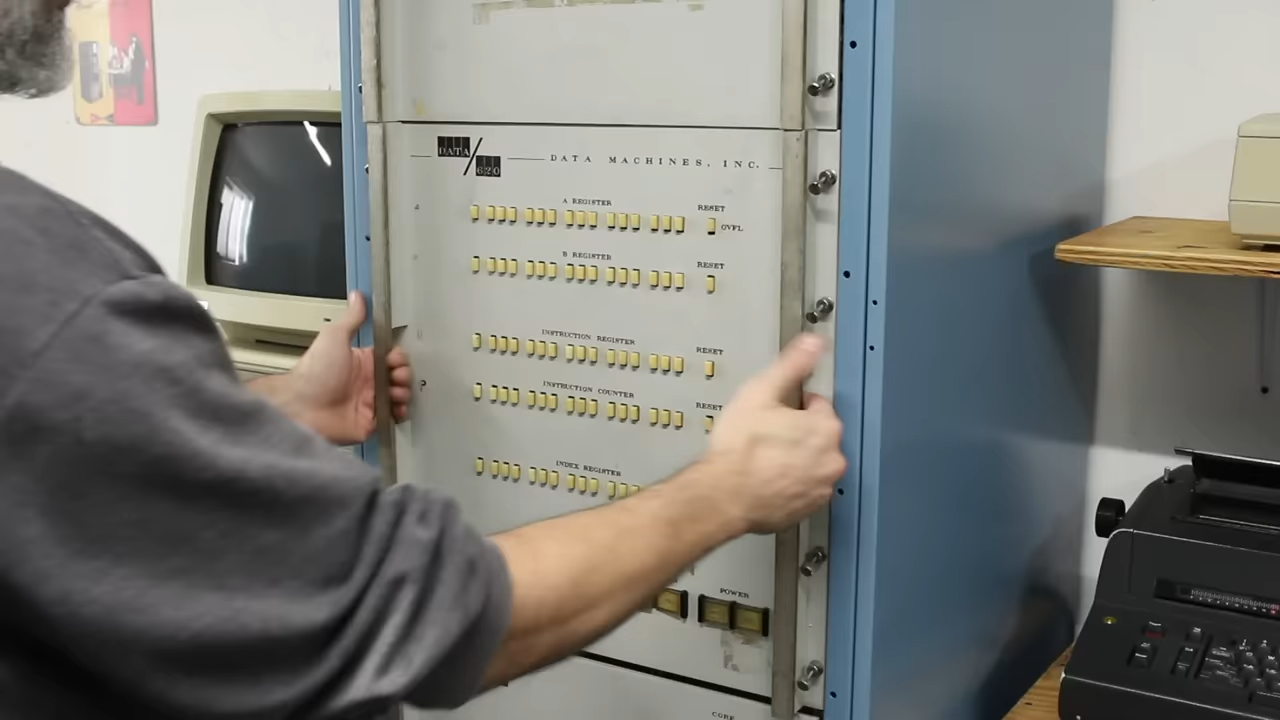 DATA/620 DATA MACHINES, INC.
A REGISTER RESET
OVFL
B REGISTER RESET
INSTRUCTION REGISTER RESET
INSTRUCTION COUNTER RESET
INDEX REGISTER
POWER
CORE